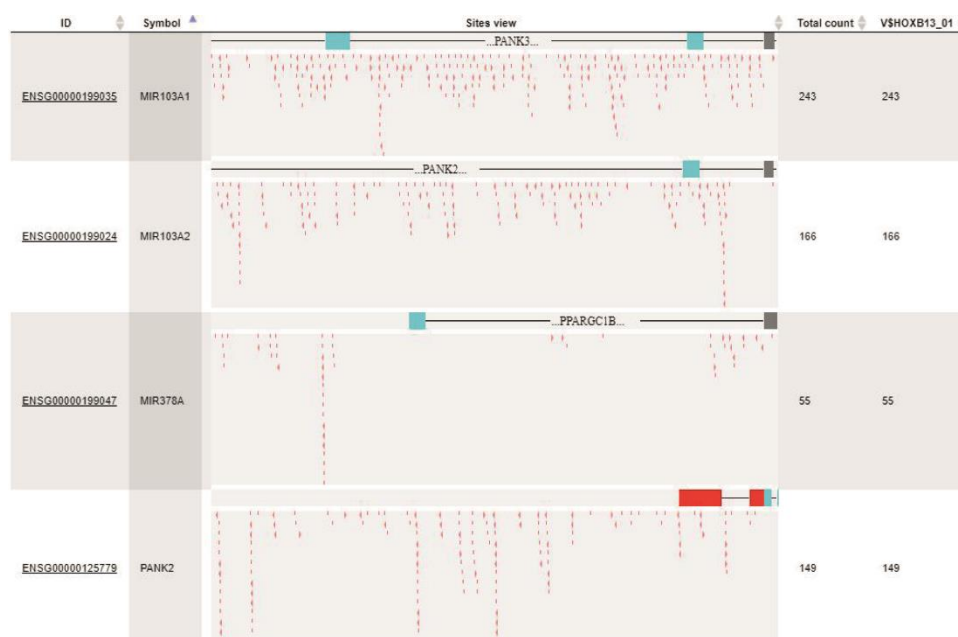 ID Symbol Sites view Total count V$HOXB13_01
...PANK3...
ENSG00000199035 MIR103A1 243 243
...PANK2...
ENSG00000199024 MIR103A2 166 166
...PPARGC1B...
ENSG00000199047 MIR378A 55 55
ENSG00000125779 PANK2 149 149